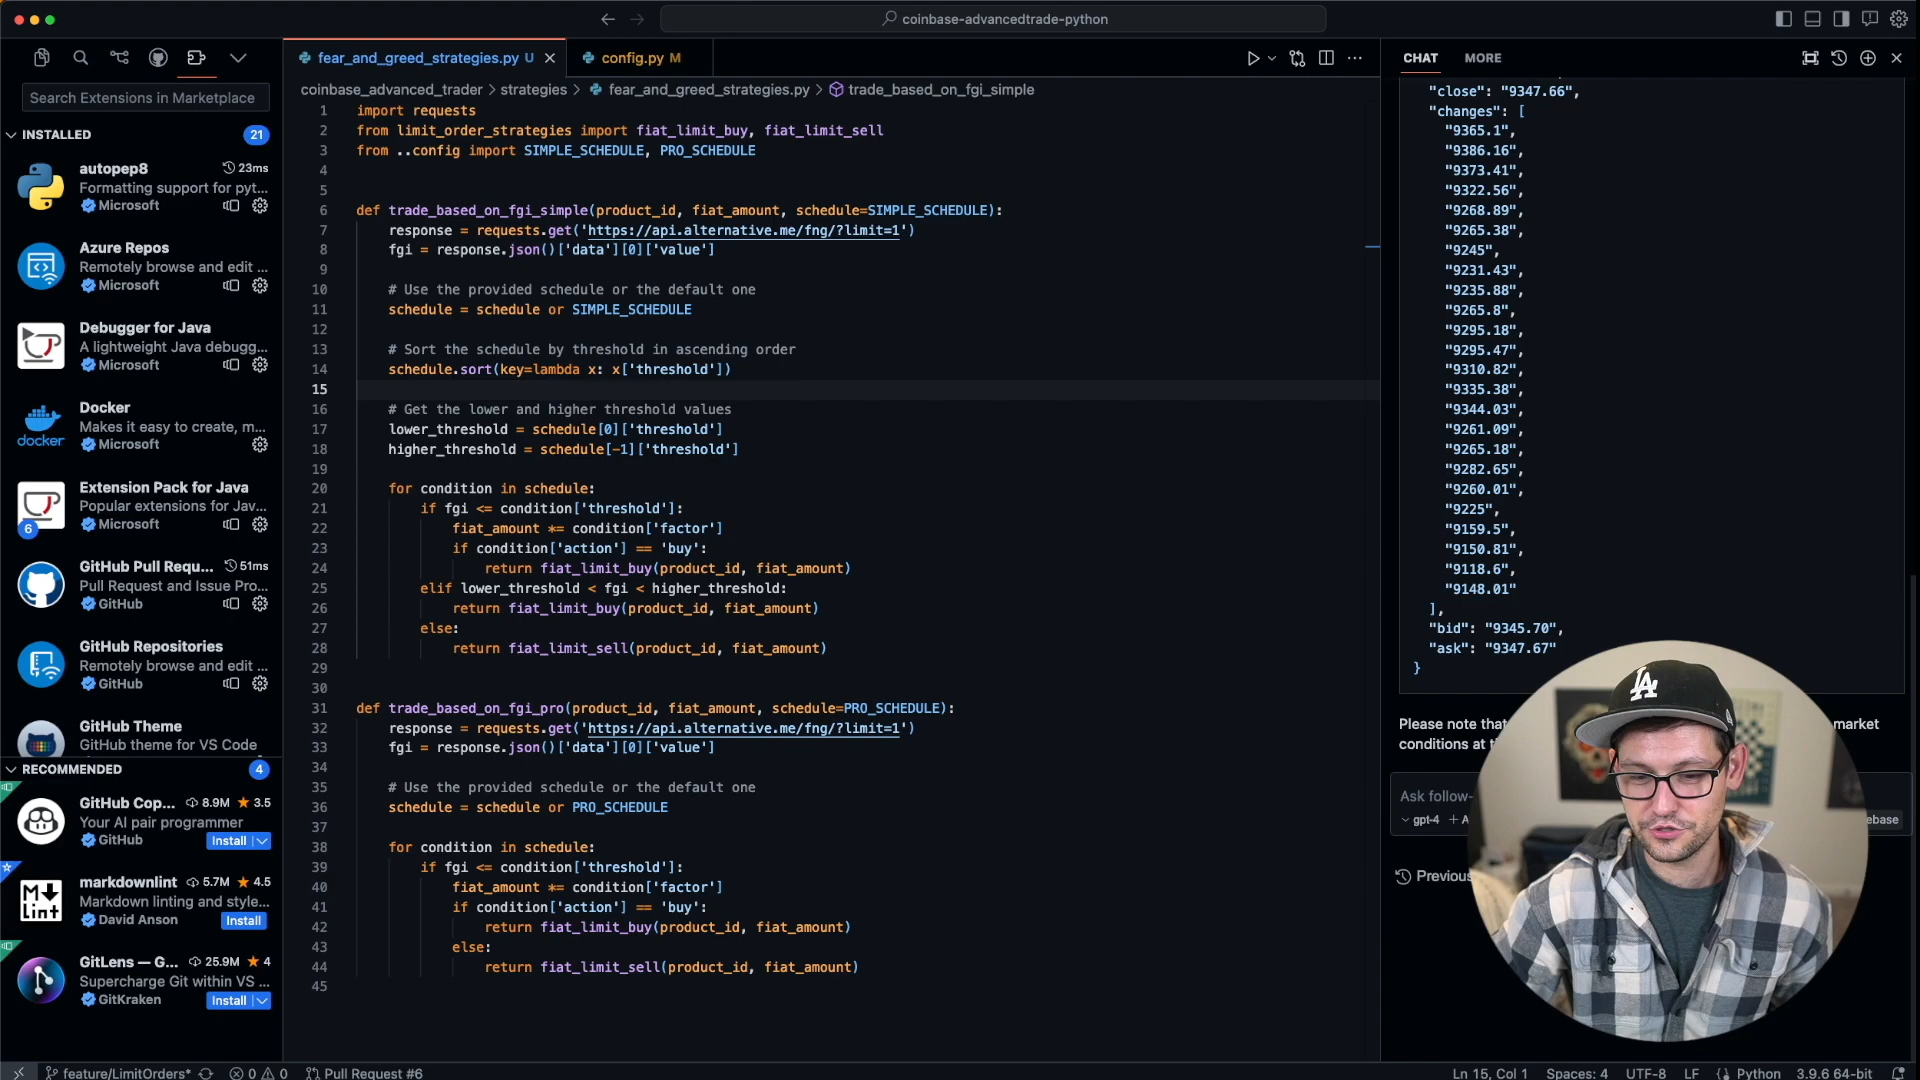 coinbase-advancedtrade-python
fear_and_greed_strategies.py U
config.py M
CHAT
MORE
Search Extensions in Marketplace
coinbase_advanced_trader > strategies > fear_and_greed_strategies.py > trade_based_on_fgi_simple
INSTALLED
21
autopep8
23ms
Formatting support for pyt...
Microsoft
Azure Repos
Remotely browse and edit ...
Microsoft
Debugger for Java
A lightweight Java debugg...
Microsoft
Docker
Makes it easy to create, m...
Microsoft
docker
Extension Pack for Java
Popular extensions for Jav...
Microsoft
6
GitHub Pull Requ...
51ms
Pull Request and Issue Pro...
GitHub
GitHub Repositories
Remotely browse and edit ...
GitHub
GitHub Theme
GitHub theme for VS Code
RECOMMENDED
4
GitHub Cop... 8.9M 3.5
Your AI pair programmer
GitHub
Install
markdownlint 5.7M 4.5
Markdown linting and style...
David Anson
Install
M
Lint
GitLens — G... 25.9M 4
Supercharge Git within VS ...
GitKraken
Install
1 import requests
2 from limit_order_strategies import fiat_limit_buy, fiat_limit_sell
3 from ..config import SIMPLE_SCHEDULE, PRO_SCHEDULE
4
5
6 def trade_based_on_fgi_simple(product_id, fiat_amount, schedule=SIMPLE_SCHEDULE):
7 response = requests.get('https://api.alternative.me/fng/?limit=1')
8 fgi = response.json()['data'][0]['value']
9
10 # Use the provided schedule or the default one
11 schedule = schedule or SIMPLE_SCHEDULE
12
13 # Sort the schedule by threshold in ascending order
14 schedule.sort(key=lambda x: x['threshold'])
15
16 # Get the lower and higher threshold values
17 lower_threshold = schedule[0]['threshold']
18 higher_threshold = schedule[-1]['threshold']
19
20 for condition in schedule:
21 if fgi <= condition['threshold']:
22 fiat_amount *= condition['factor']
23 if condition['action'] == 'buy':
24 return fiat_limit_buy(product_id, fiat_amount)
25 elif lower_threshold < fgi < higher_threshold:
26 return fiat_limit_buy(product_id, fiat_amount)
27 else:
28 return fiat_limit_sell(product_id, fiat_amount)
29
30
31 def trade_based_on_fgi_pro(product_id, fiat_amount, schedule=PRO_SCHEDULE):
32 response = requests.get('https://api.alternative.me/fng/?limit=1')
33 fgi = response.json()['data'][0]['value']
34
35 # Use the provided schedule or the default one
36 schedule = schedule or PRO_SCHEDULE
37
38 for condition in schedule:
39 if fgi <= condition['threshold']:
40 fiat_amount *= condition['factor']
41 if condition['action'] == 'buy':
42 return fiat_limit_buy(product_id, fiat_amount)
43 else:
44 return fiat_limit_sell(product_id, fiat_amount)
45
"close": "9347.66",
"changes": [
"9365.1",
"9386.16",
"9373.41",
"9322.56",
"9268.89",
"9265.38",
"9245",
"9231.43",
"9235.88",
"9265.8",
"9295.18",
"9295.47",
"9310.82",
"9335.38",
"9344.03",
"9261.09",
"9265.18",
"9282.65",
"9260.01",
"9225",
"9159.5",
"9150.81",
"9118.6",
"9148.01"
],
"bid": "9345.70",
"ask": "9347.67"
}
Please note that
market
conditions at t
Ask follow-
gpt-4 + A
ebase
Previous
LA
feature/LimitOrders*
0 0
Pull Request #6
Ln 15, Col 1
Spaces: 4
UTF-8
LF
Python
3.9.6 64-bit